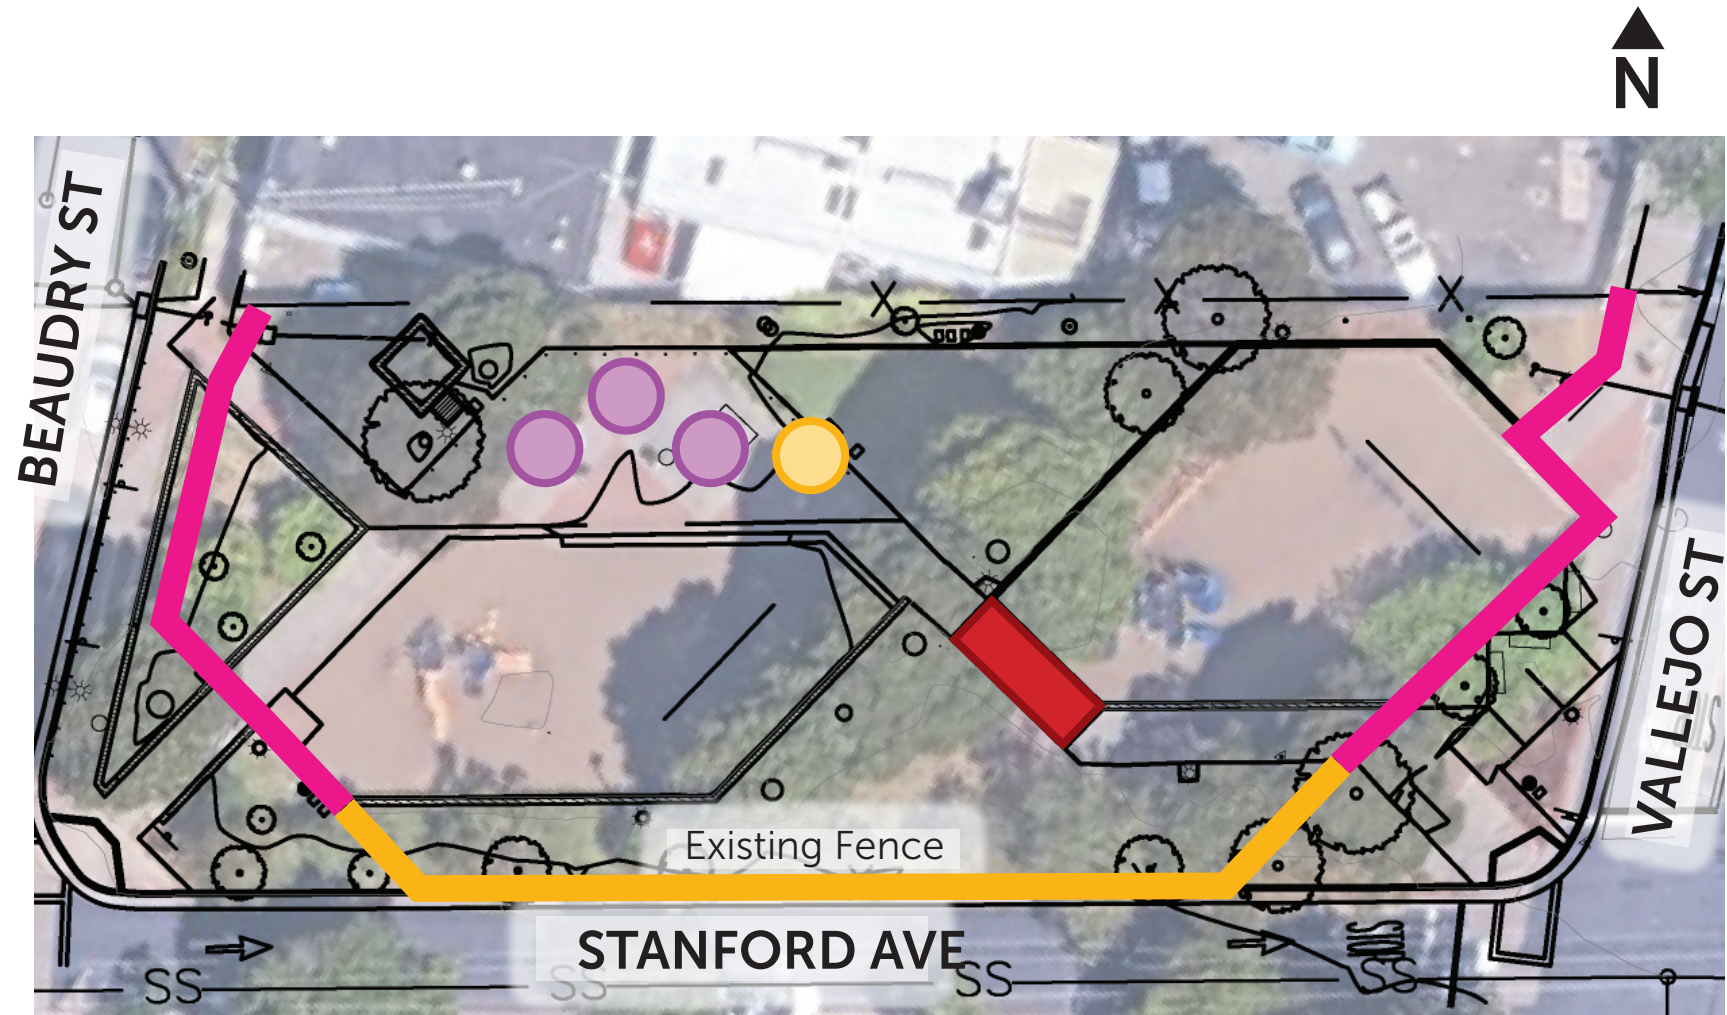 N
BEAUDRY ST
Existing Fence
VALLEJO ST
STANFORD AVE
SS
SS
SS
SS